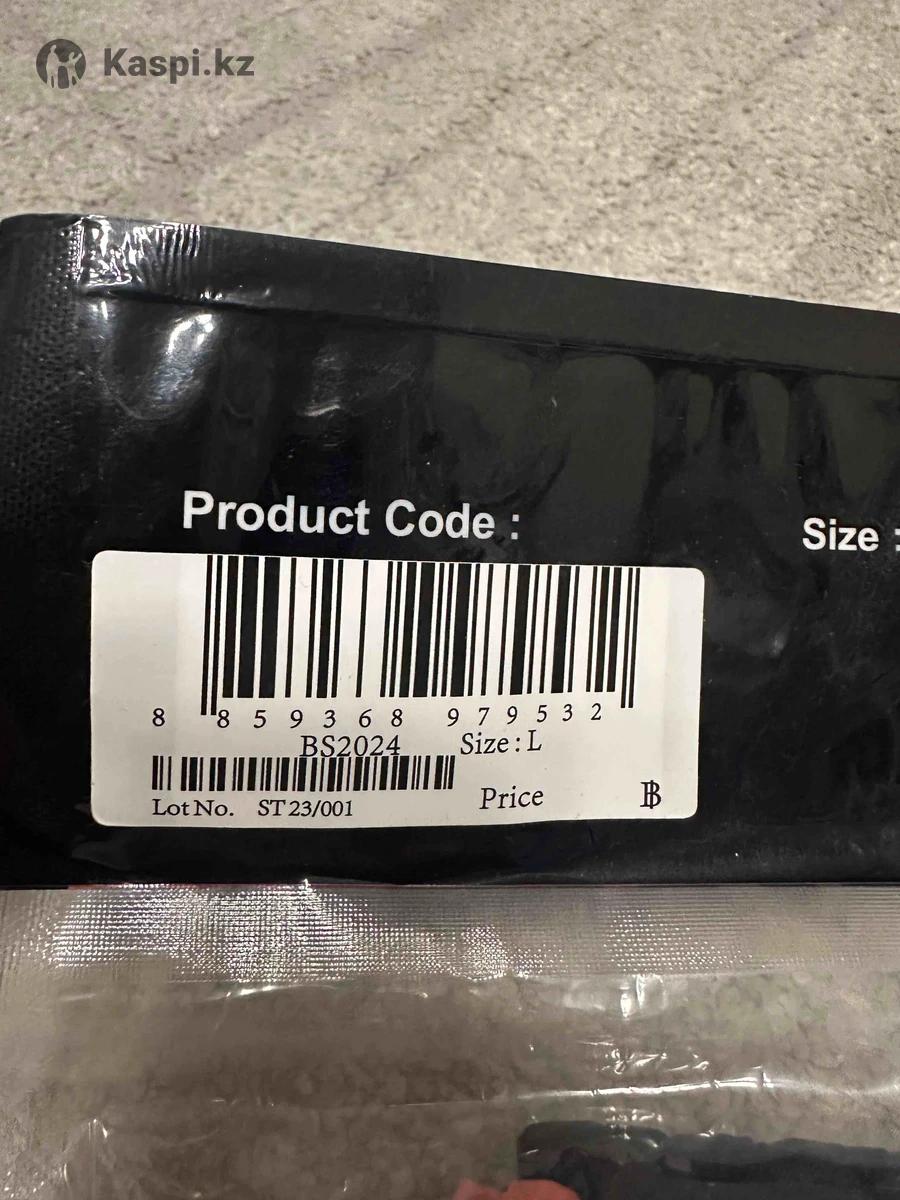 Kaspi.kz
Product Code :
Size :
8 859368 979532
BS2024 Size : L
Lot No. ST 23/001
Price ฿